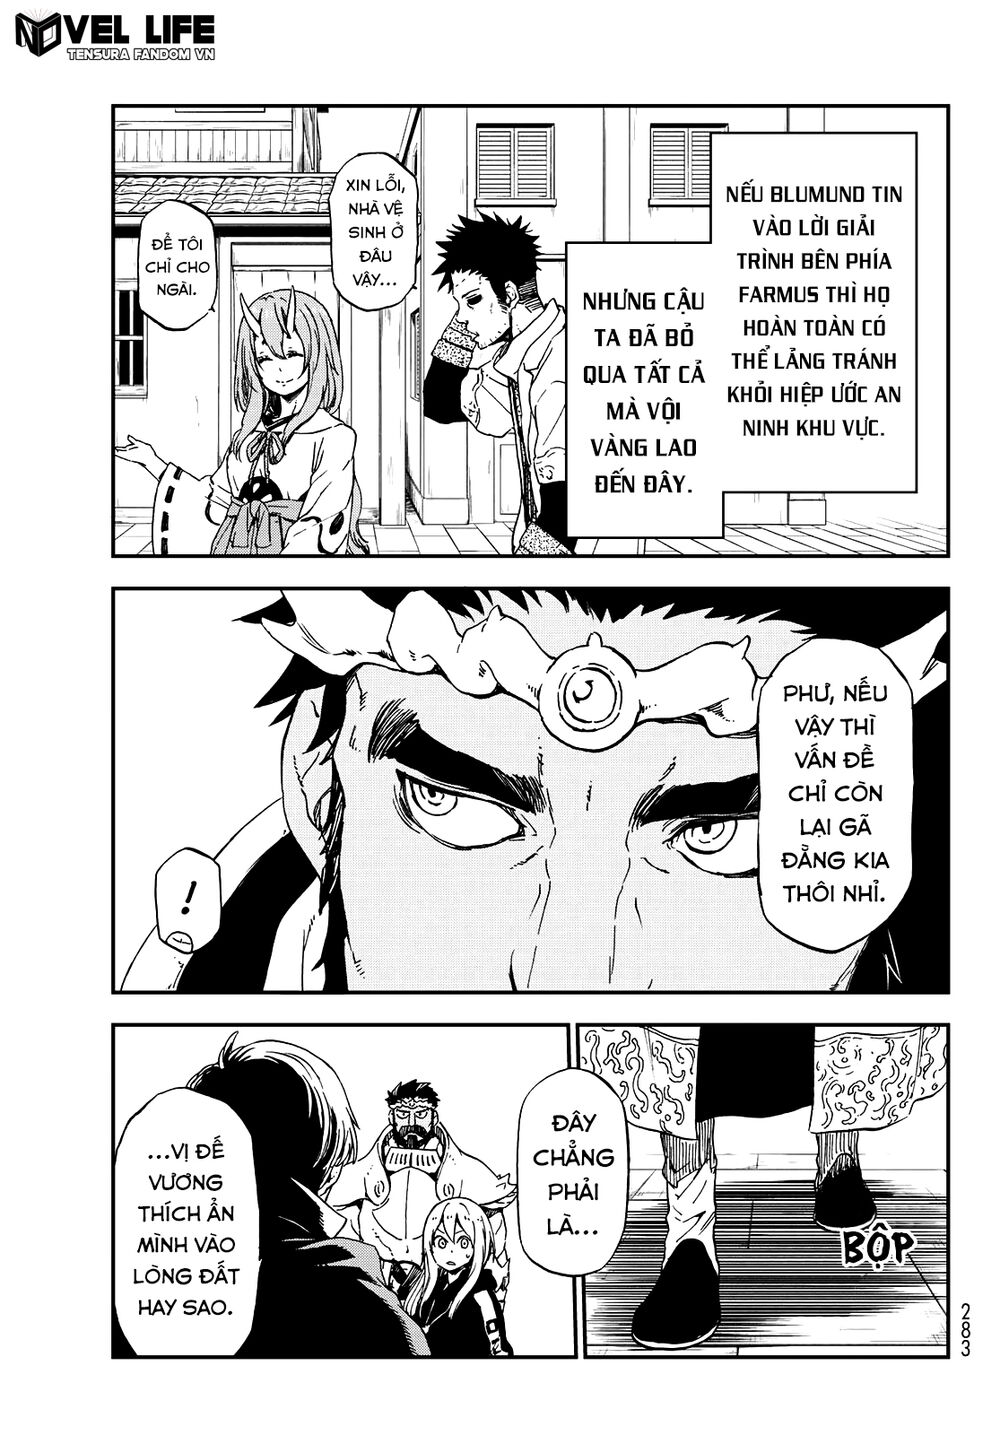 NOVEL LIFE
TENSURA FANDOM VN
NẾU BLUMUND TIN
VÀO LỜI GIẢI
TRÌNH BÊN PHÍA
FARMUS THÌ HỌ
HOÀN TOÀN CÓ
THỂ LẢNG TRÁNH
KHỎI HIỆP ƯỚC AN
NINH KHU VỰC.
NHƯNG CẬU
TA ĐÃ BỎ
QUA TẤT CẢ
MÀ VỘI
VÀNG LAO
ĐẾN ĐÂY.
XIN LỖI,
NHÀ VỆ
SINH Ở
ĐÂU
VẬY...
ĐỂ TÔI
CHỈ CHO
NGÀI.
PHƯ, NẾU
VẬY THÌ
VẤN ĐỀ
CHỈ CÒN
LẠI GÃ
ĐẰNG KIA
THÔI NHỈ.
!
BỘP
ĐÂY
CHẲNG
PHẢI
LÀ...
...VỊ ĐẾ
VƯƠNG
THÍCH ẨN
MÌNH VÀO
LÒNG ĐẤT
HAY SAO.
283